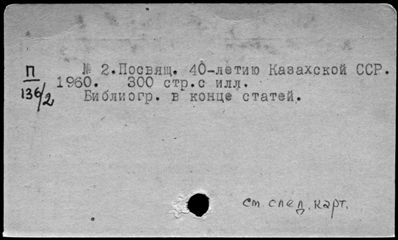 № 2.Посвящ. 40-летию Казахской ССР.
П
1960. 300 стр.с илл.
136/2
Библиогр. в конце статей.
см. след. карт.